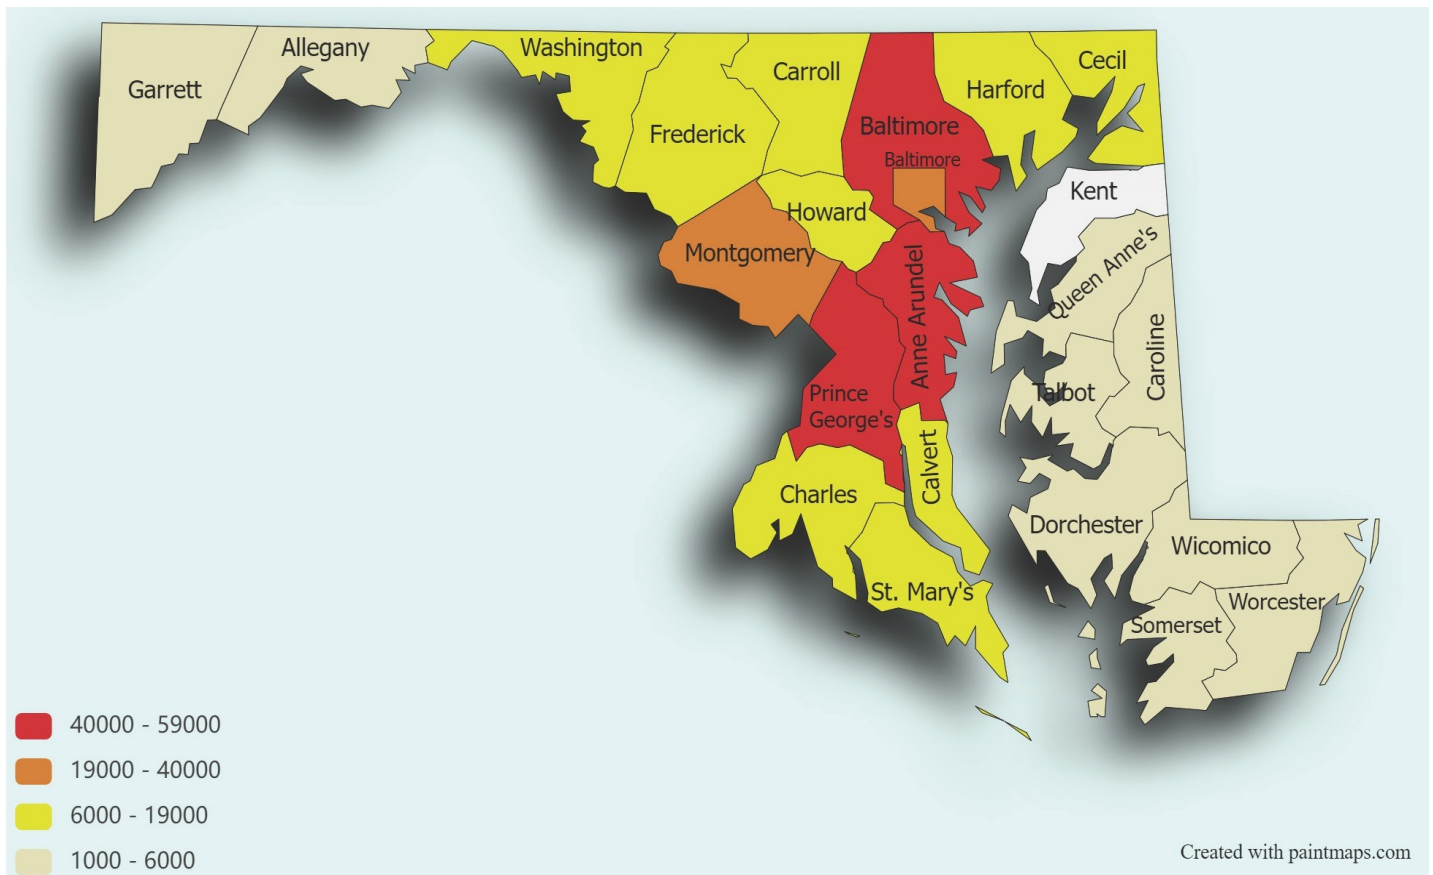 Garrett
Allegany
Washington
Frederick
Carroll
Baltimore
Baltimore
Harford
Cecil
Kent
Howard
Montgomery
Anne Arundel
Queen Anne's
Caroline
Talbot
Prince
George's
Calvert
Charles
St. Mary's
Dorchester
Wicomico
Worcester
Somerset
40000 - 59000
19000 - 40000
6000 - 19000
1000 - 6000
Created with paintmaps.com